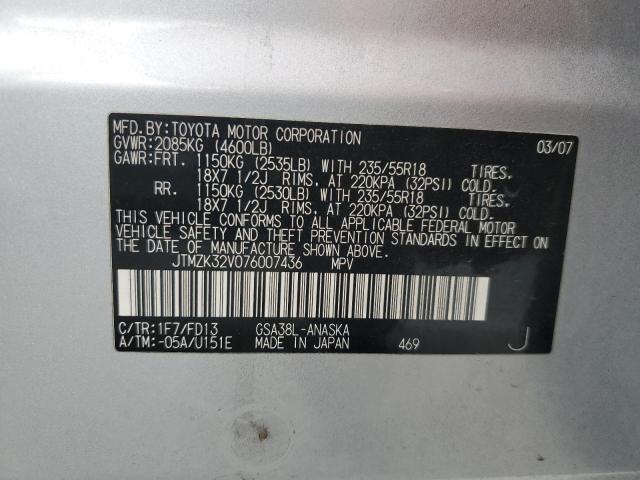 MFD.BY:TOYOTA MOTOR CORPORATION 03/07
GVWR:2085KG (4600LB)
GAWR:FRT. 1150KG (2535LB) WITH 235/55R18 TIRES.
18X7 1/2J RIMS, AT 220KPA (32PSI) COLD.
RR. 1150KG (2530LB) WITH 235/55R18 TIRES.
18X7 1/2J RIMS, AT 220KPA (32PSI) COLD.
THIS VEHICLE CONFORMS TO ALL APPLICABLE FEDERAL MOTOR
VEHICLE SAFETY AND THEFT PREVENTION STANDARDS IN EFFECT ON
THE DATE OF MANUFACTURE SHOWN ABOVE.
JTMZK32V076007436 MPV
C/TR:1F7/FD13 GSA38L-ANASKA
A/TM:-05A/U151E MADE IN JAPAN 469 J